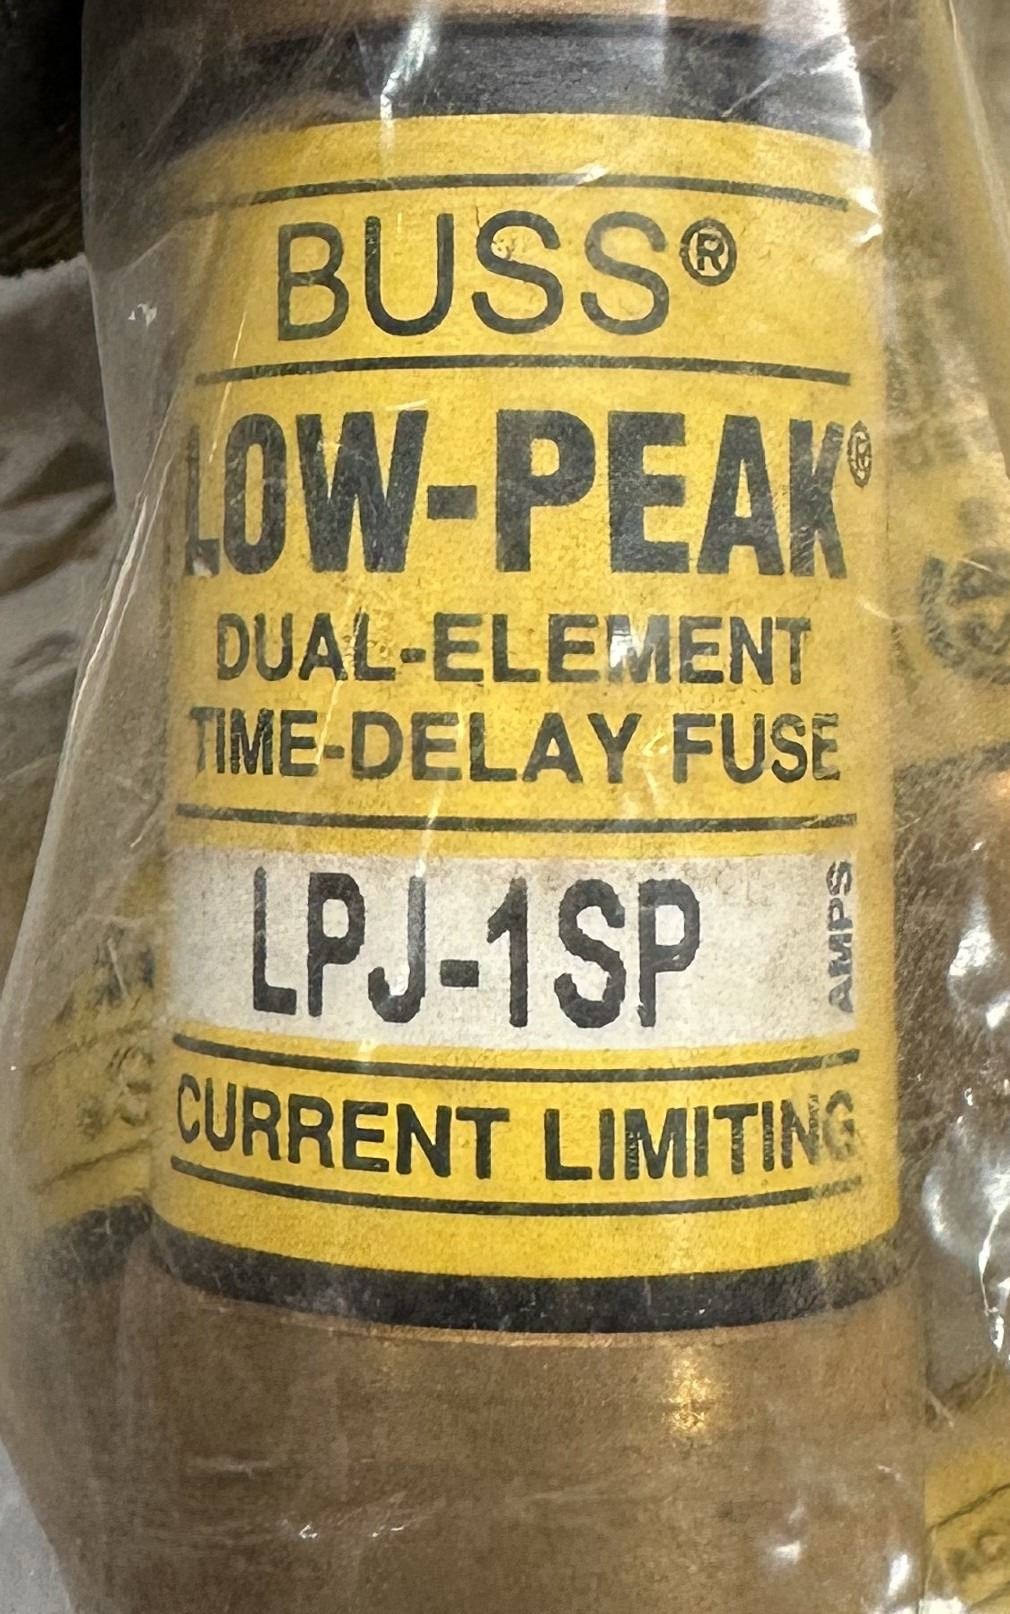 BUSS®
LOW-PEAK®
DUAL-ELEMENT
TIME-DELAY FUSE
LPJ-1SP
AMPS
CURRENT LIMITING